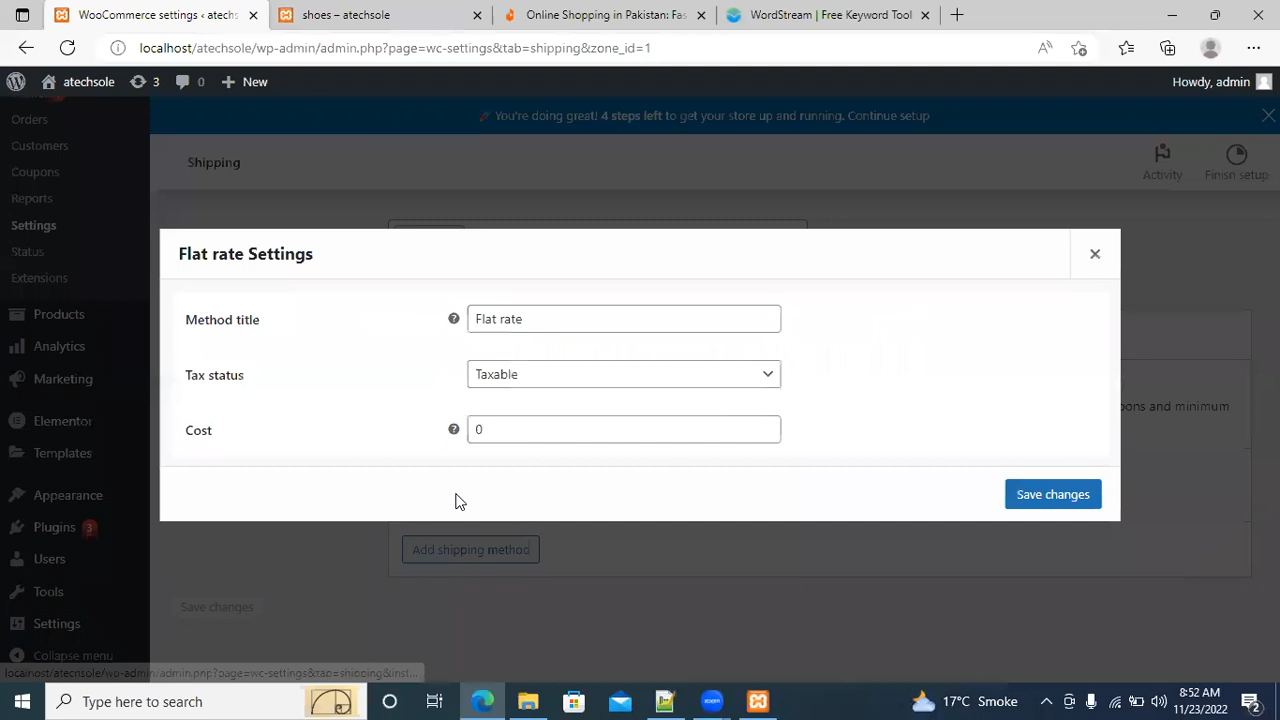 WooCommerce settings ‹ atechs
shoes – atechsole
Online Shopping in Pakistan: Fas
WordStream | Free Keyword Tool
localhost/atechsole/wp-admin/admin.php?page=wc-settings&tab=shipping&zone_id=1
atechsole
3
0
New
Howdy, admin
Orders
Customers
Coupons
Reports
Settings
Status
Extensions
Products
Analytics
Marketing
Elementor
Templates
Appearance
Plugins 3
Users
Tools
Settings
Collapse menu
You're doing great! 4 steps left to get your store up and running. Continue setup
Shipping
Activity
Finish setup
Flat rate Settings
Method title
Flat rate
Tax status
Taxable
Cost
0
Save changes
pons and minimum
Add shipping method
Save changes
localhost/atechsole/wp-admin/admin.php?page=wc-settings&tab=shipping&inst...
Type here to search
17°C Smoke
8:52 AM
11/23/2022
2